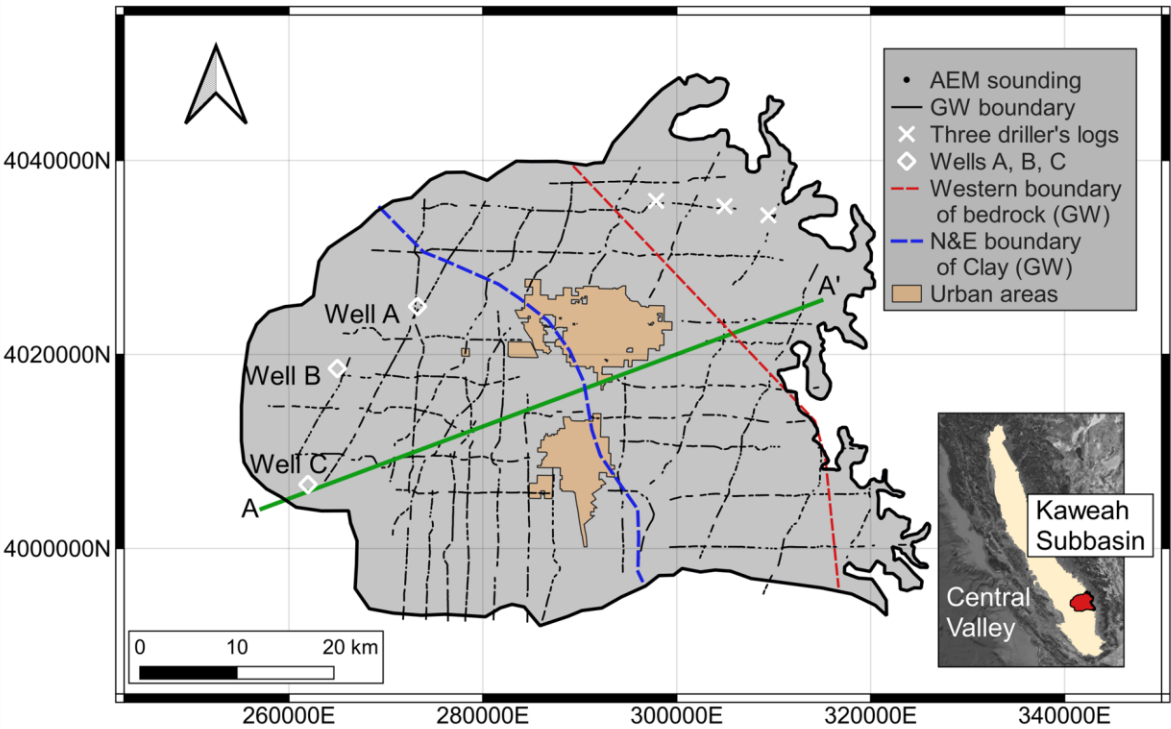 AEM sounding
GW boundary
Three driller's logs
Wells A, B, C
Western boundary
of bedrock (GW)
N&E boundary
of Clay (GW)
Urban areas
4040000N
4020000N
4000000N
A'
Well A
Well B
Well C
A
Kaweah
Subbasin
Central
Valley
0 10 20 km
260000E 280000E 300000E 320000E 340000E